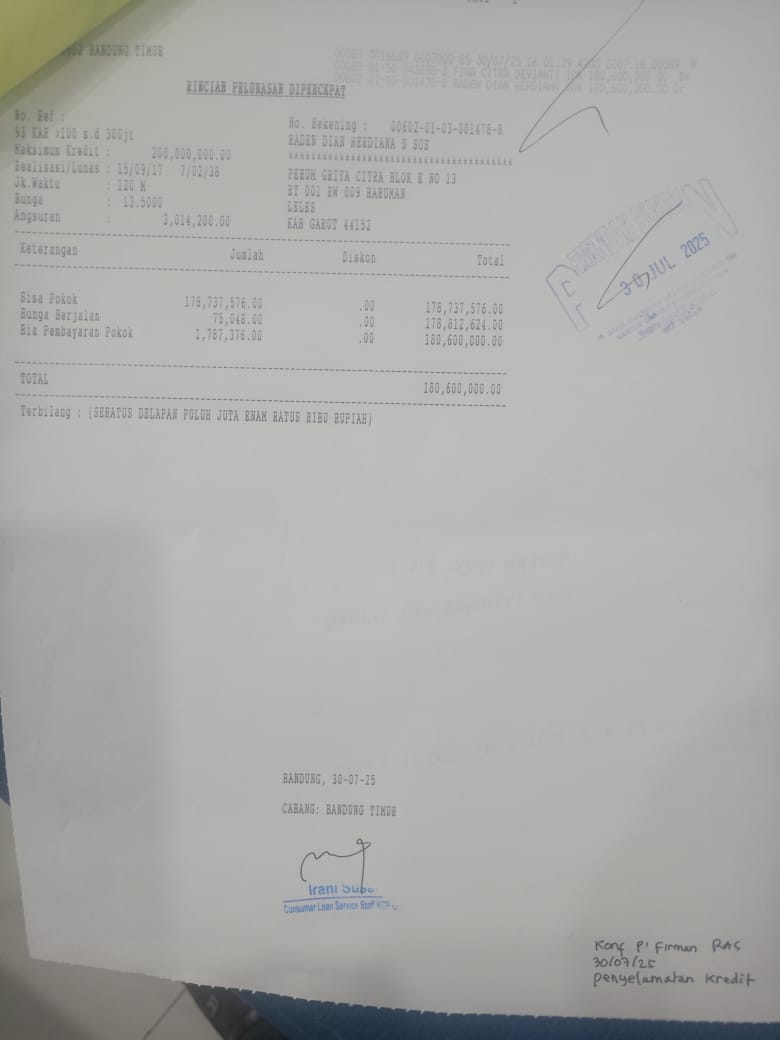 BANDUNG TIMUR
RINCIAN PELUNASAN DIPERCEPAT
No. Ref :
93 KAR >100 s.d 300jt
Maksimum Kredit : 200,000,000.00
Realisasi/Lunas : 15/09/17 7/02/38
Jk.Waktu : 120 M
Bunga : 13.5000
Angsuran : 3,014,200.00
No. Rekening : 00602-01-03-001478-8
RADEN DIAN HERDIANA S SOS
****************************************
PERUM GRIYA CITRA BLOK E NO 13
RT 001 RW 009 HARUMAN
LELES
KAB GARUT 44152
Keterangan Jumlah Diskon Total
Sisa Pokok 178,737,576.00 .00 178,737,576.00
Bunga Berjalan 75,048.00 .00 178,812,624.00
Bia Pembayaran Pokok 1,787,376.00 .00 180,600,000.00
TOTAL 180,600,000.00
Terbilang : (SERATUS DELAPAN PULUH JUTA ENAM RATUS RIBU RUPIAH)
30 JUL 2025
BANDUNG, 30-07-25
CABANG: BANDUNG TIMUR
Irani
Consumer Loan Service Staff KCP
Konf P' Firman RAS
30/07/25
Penyelamatan Kredit